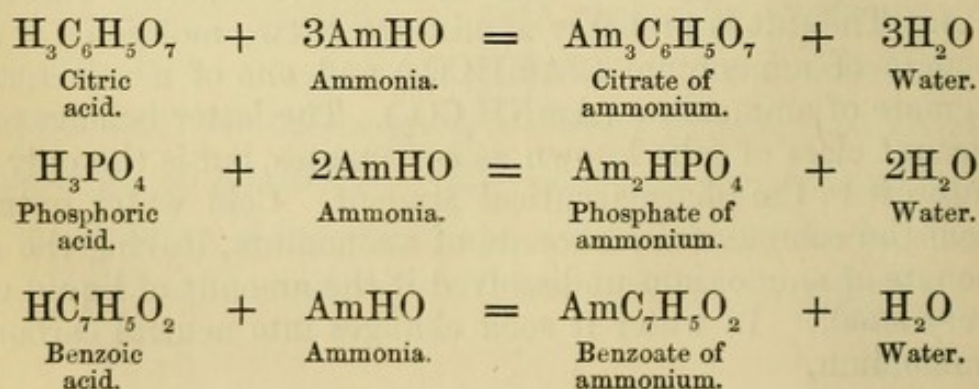 H₃C₆H₅O₇ + 3AmHO = Am₃C₆H₅O₇ + 3H₂O
Citric Ammonia. Citrate of Water.
acid. ammonium.
H₃PO₄ + 2AmHO = Am₂HPO₄ + 2H₂O
Phosphoric Ammonia. Phosphate of Water.
acid. ammonium.
HC₇H₅O₂ + AmHO = AmC₇H₅O₂ + H₂O
Benzoic Ammonia. Benzoate of Water.
acid. ammonium.